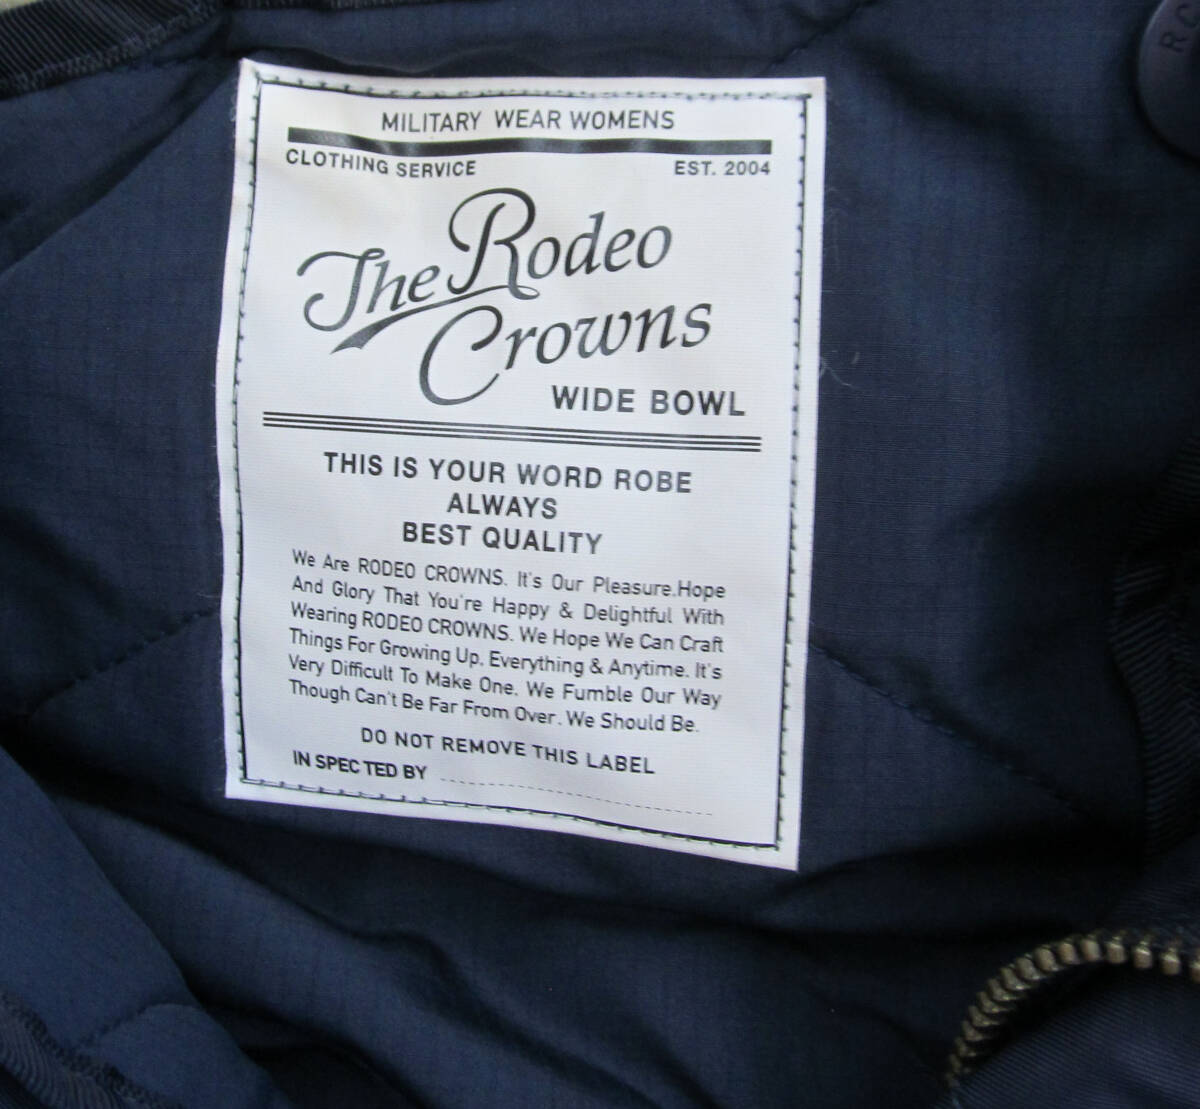 MILITARY WEAR WOMENS
CLOTHING SERVICE EST. 2004
The Rodeo
Crowns
WIDE BOWL
THIS IS YOUR WORD ROBE
ALWAYS
BEST QUALITY
We Are RODEO CROWNS. It's Our Pleasure.Hope
And Glory That You're Happy & Delightful With
Wearing RODEO CROWNS. We Hope We Can Craft
Things For Growing Up. Everything & Anytime. It's
Very Difficult To Make One. We Fumble Our Way
Though Can't Be Far From Over. We Should Be.
DO NOT REMOVE THIS LABEL
IN SPEC TED BY
RC